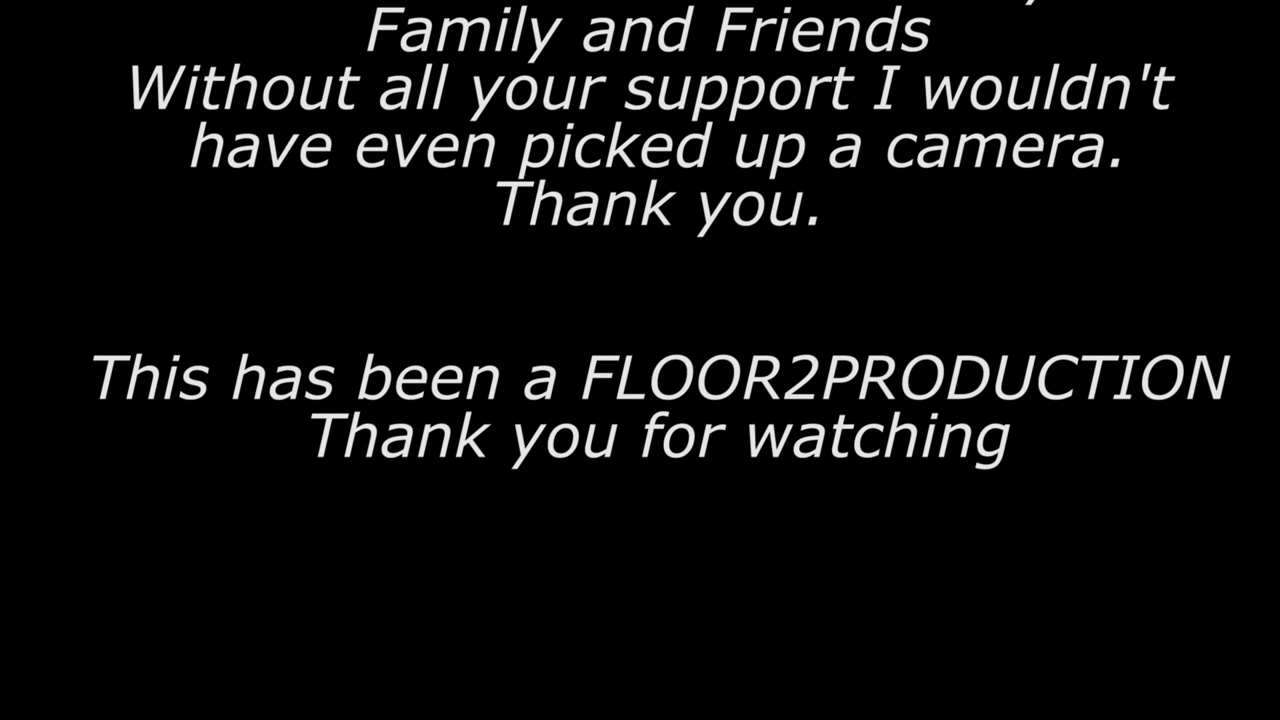 Family and Friends
Without all your support I wouldn't
have even picked up a camera.
Thank you.
This has been a FLOOR2PRODUCTION
Thank you for watching